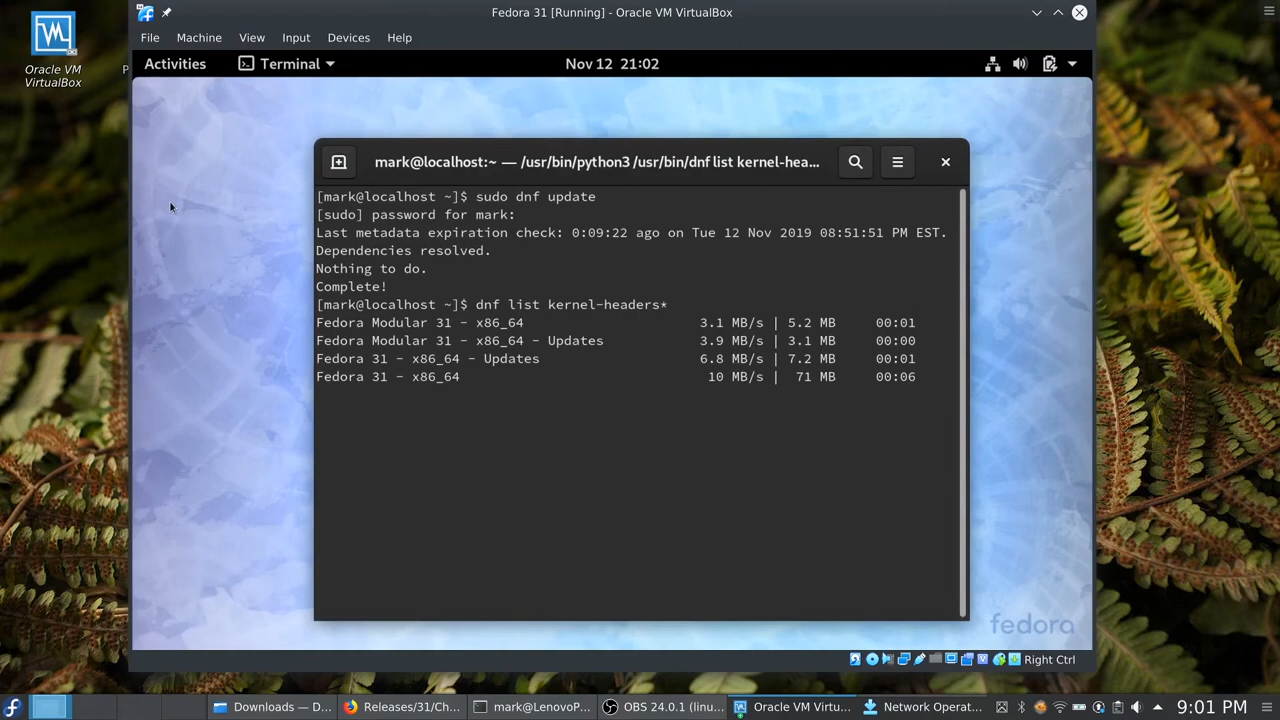 Fedora 31 [Running] - Oracle VM VirtualBox
File Machine View Input Devices Help
Oracle VM
VirtualBox
P
Activities Terminal Nov 12 21:02
mark@localhost:~ — /usr/bin/python3 /usr/bin/dnf list kernel-hea...
[mark@localhost ~]$ sudo dnf update
[sudo] password for mark:
Last metadata expiration check: 0:09:22 ago on Tue 12 Nov 2019 08:51:51 PM EST.
Dependencies resolved.
Nothing to do.
Complete!
[mark@localhost ~]$ dnf list kernel-headers*
Fedora Modular 31 - x86_64 3.1 MB/s | 5.2 MB 00:01
Fedora Modular 31 - x86_64 - Updates 3.9 MB/s | 3.1 MB 00:00
Fedora 31 - x86_64 - Updates 6.8 MB/s | 7.2 MB 00:01
Fedora 31 - x86_64 10 MB/s | 71 MB 00:06
fedora
Right Ctrl
Downloads — D... Releases/31/Ch... mark@LenovoP... OBS 24.0.1 (linu... Oracle VM Virtu... Network Operat... 9:01 PM